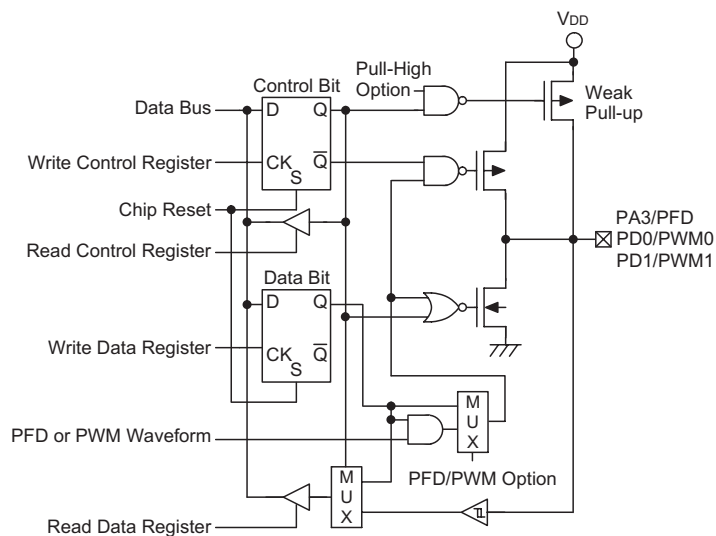 VDD
Pull-High
Option
Control Bit
Weak
Pull-up
Data Bus
D
Q
Write Control Register
CK
Q
S
Chip Reset
PA3/PFD
PD0/PWM0
PD1/PWM1
Read Control Register
Data Bit
D
Q
Write Data Register
CK
Q
S
M
U
X
PFD or PWM Waveform
PFD/PWM Option
M
U
X
Read Data Register